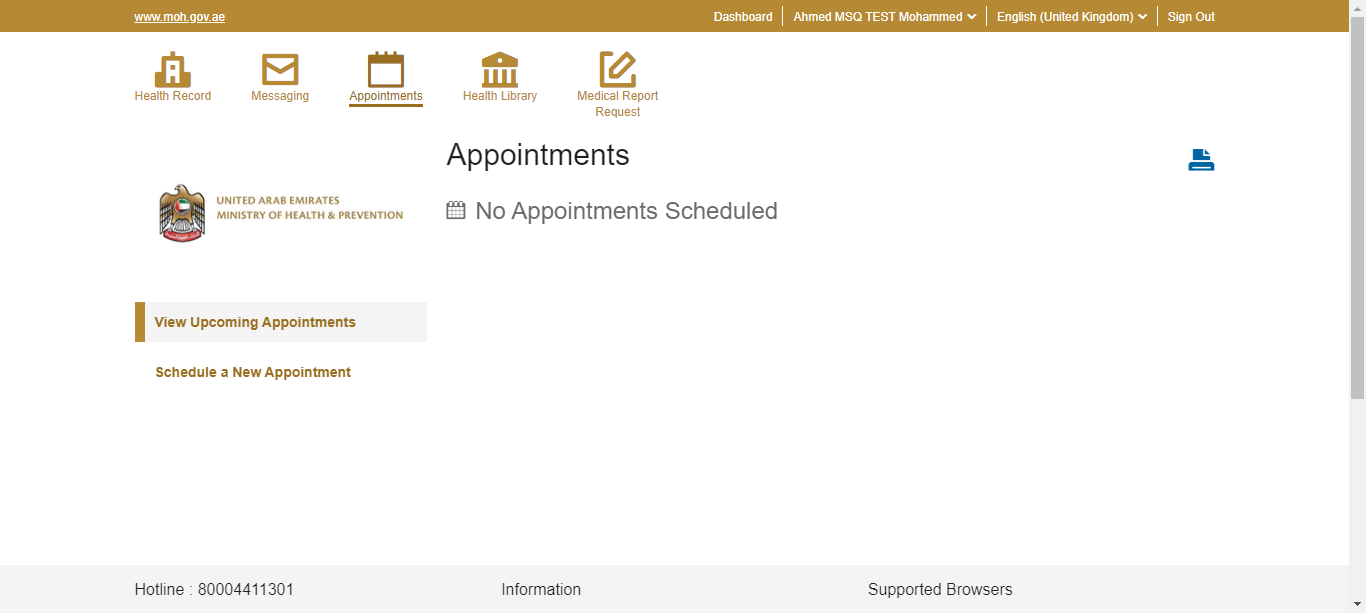 www.moh.gov.ae
Dashboard
Ahmed MSQ TEST Mohammed
English (United Kingdom)
Sign Out
Health Record
Messaging
Appointments
Health Library
Medical Report
Request
Appointments
UNITED ARAB EMIRATES
MINISTRY OF HEALTH & PREVENTION
No Appointments Scheduled
View Upcoming Appointments
Schedule a New Appointment
Hotline : 80004411301
Information
Supported Browsers